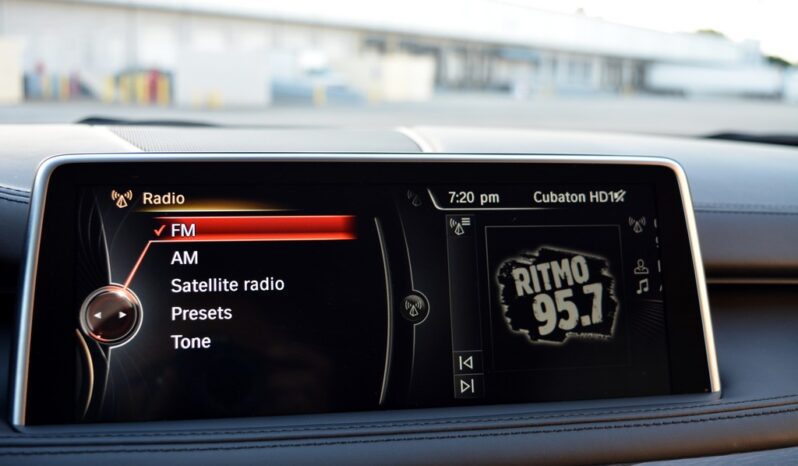 Radio
FM
AM
Satellite radio
Presets
Tone
7:20 pm
Cubaton HD1
RITMO
95.7